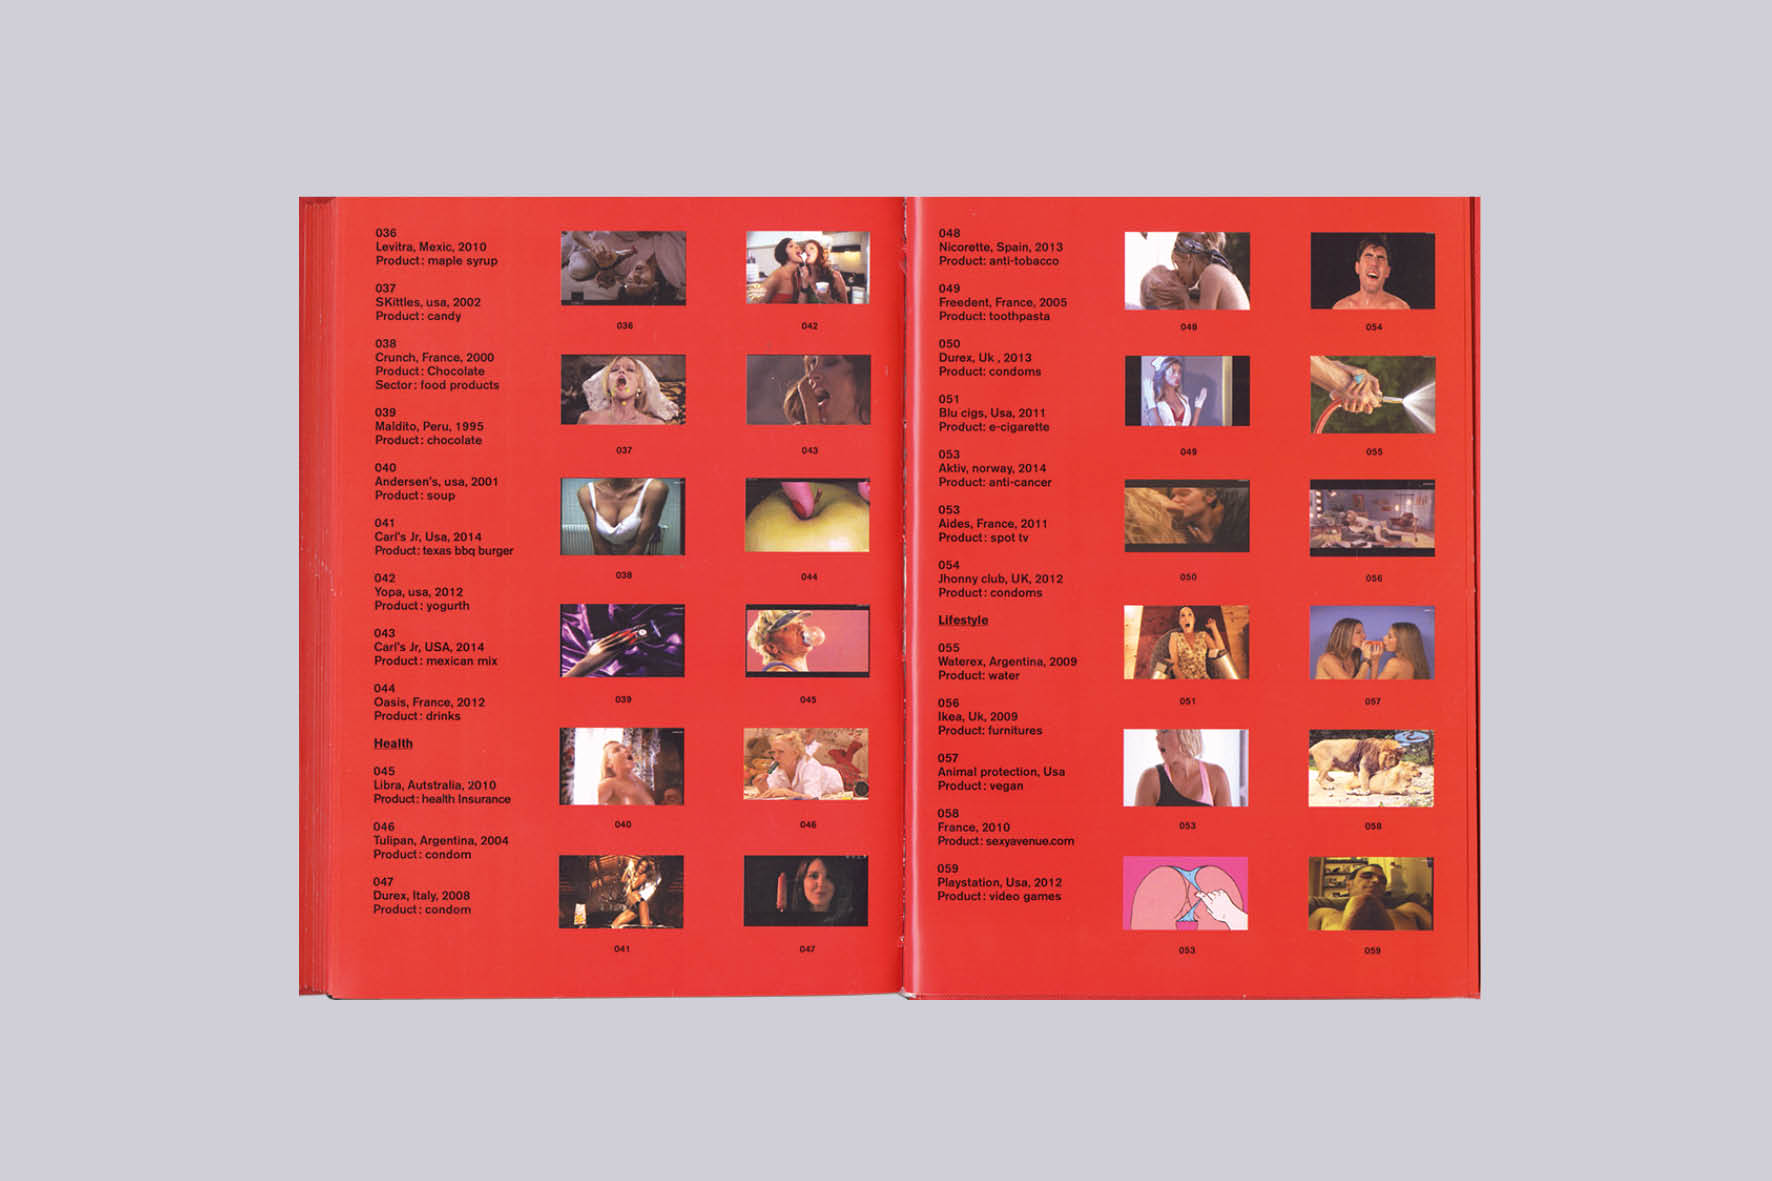 036
Levitra, Mexic, 2010
Product: maple syrup
037
SKittles, usa, 2002
Product: candy
038
Crunch, France, 2000
Product: Chocolate
Sector: food products
039
Maldito, Peru, 1995
Product: chocolate
040
Andersen's, usa, 2001
Product: soup
041
Carl's Jr, Usa, 2014
Product: texas bbq burger
042
Yopa, usa, 2012
Product: yogurth
043
Carl's Jr, USA, 2014
Product: mexican mix
044
Oasis, France, 2012
Product: drinks
Health
045
Libra, Autstralia, 2010
Product: health Insurance
046
Tulipan, Argentina, 2004
Product: condom
047
Durex, Italy, 2008
Product: condom
036
042
037
043
038
044
039
045
040
046
041
047
048
Nicorette, Spain, 2013
Product: anti-tobacco
049
Freedent, France, 2005
Product: toothpasta
050
Durex, Uk , 2013
Product: condoms
051
Blu cigs, Usa, 2011
Product: e-cigarette
053
Aktiv, norway, 2014
Product: anti-cancer
053
Aides, France, 2011
Product: spot tv
054
Jhonny club, UK, 2012
Product: condoms
Lifestyle
055
Waterex, Argentina, 2009
Product: water
056
Ikea, Uk, 2009
Product: furnitures
057
Animal protection, Usa
Product: vegan
058
France, 2010
Product: sexyavenue.com
059
Playstation, Usa, 2012
Product: video games
048
054
049
055
050
056
051
057
053
058
053
059